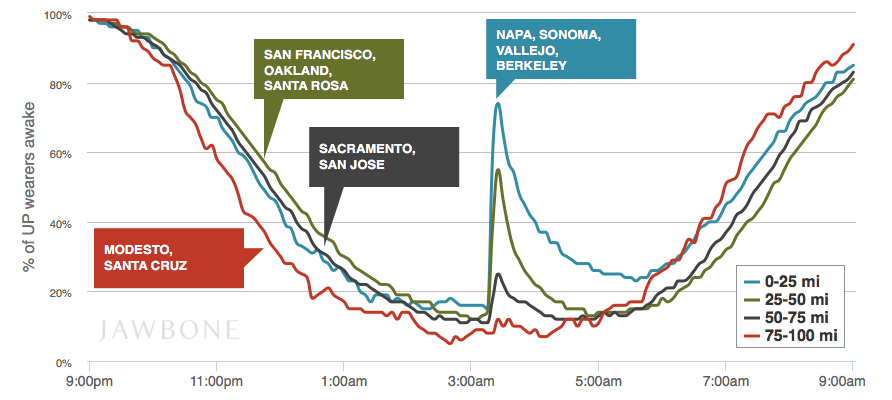 % of UP wearers awake
100%
80%
60%
40%
20%
0%
SAN FRANCISCO,
OAKLAND,
SANTA ROSA
NAPA, SONOMA,
VALLEJO,
BERKELEY
SACRAMENTO,
SAN JOSE
MODESTO,
SANTA CRUZ
JAWBONE
0-25 mi
25-50 mi
50-75 mi
75-100 mi
9:00pm 11:00pm 1:00am 3:00am 5:00am 7:00am 9:00am